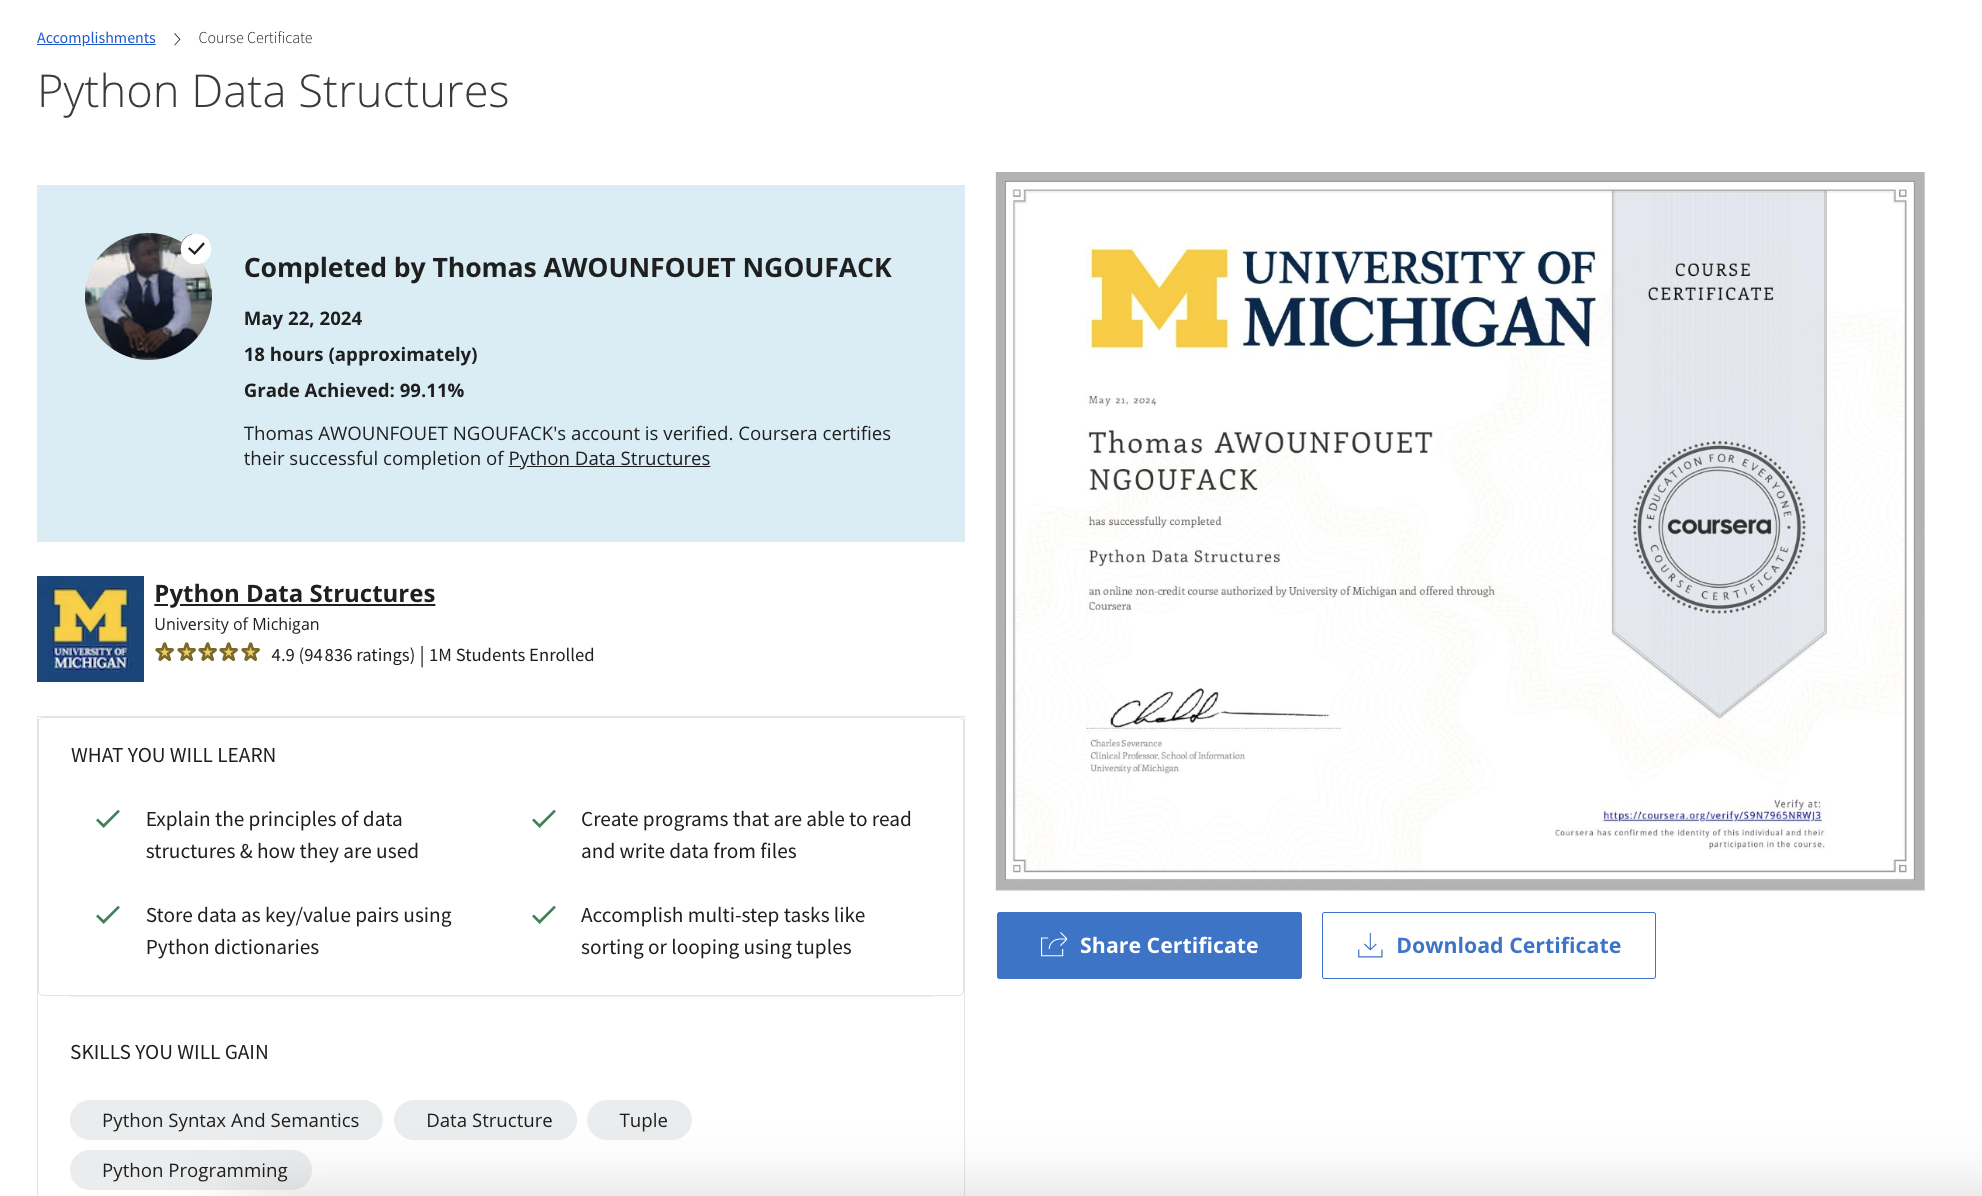 Accomplishments > Course Certificate
Python Data Structures
Completed by Thomas AWOUNFOUET NGOUFACK
May 22, 2024
18 hours (approximately)
Grade Achieved: 99.11%
Thomas AWOUNFOUET NGOUFACK's account is verified. Coursera certifies
their successful completion of Python Data Structures
UNIVERSITY OF
MICHIGAN
Python Data Structures
University of Michigan
4.9 (94 836 ratings) | 1M Students Enrolled
WHAT YOU WILL LEARN
Explain the principles of data
structures & how they are used
Create programs that are able to read
and write data from files
Store data as key/value pairs using
Python dictionaries
Accomplish multi-step tasks like
sorting or looping using tuples
SKILLS YOU WILL GAIN
Python Syntax And Semantics
Data Structure
Tuple
Python Programming
M UNIVERSITY OF
MICHIGAN
COURSE
CERTIFICATE
May 21, 2024
Thomas AWOUNFOUET
NGOUFACK
has successfully completed
Python Data Structures
an online non-credit course authorized by University of Michigan and offered through
Coursera
EDUCATION FOR EVERYONE
coursera
COURSE CERTIFICATE
Charles Severance
Clinical Professor, School of Information
University of Michigan
Verify at:
https://coursera.org/verify/S9N7965NRWJ3
Coursera has confirmed the identity of this individual and their
participation in the course.
Share Certificate
Download Certificate